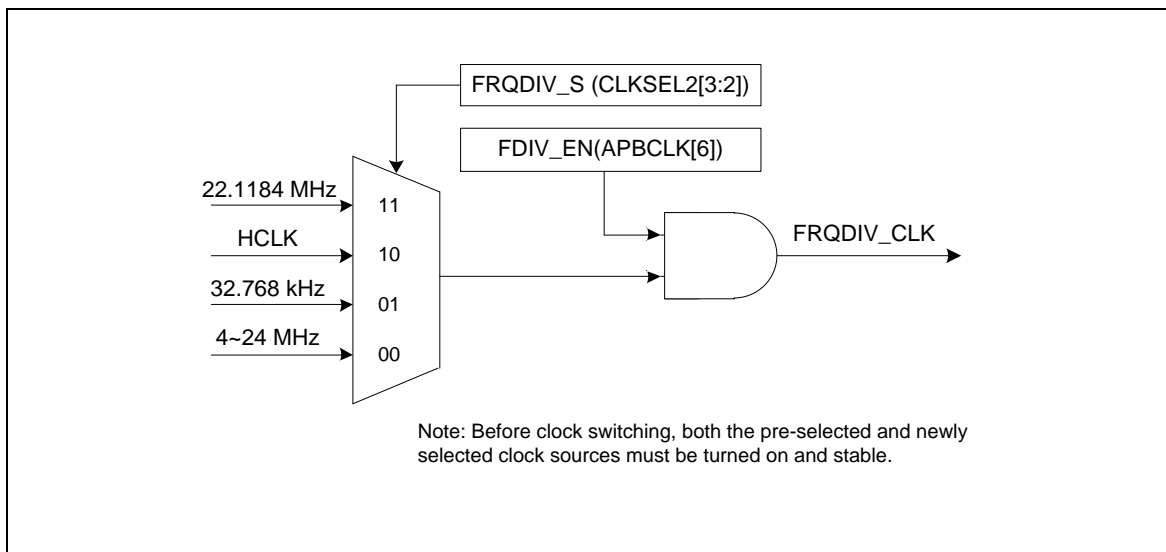 FRQDIV_S (CLKSEL2[3:2])
FDIV_EN(APBCLK[6])
22.1184 MHz
11
HCLK
10
32.768 kHz
01
4~24 MHz
00
FRQDIV_CLK
Note: Before clock switching, both the pre-selected and newly
selected clock sources must be turned on and stable.